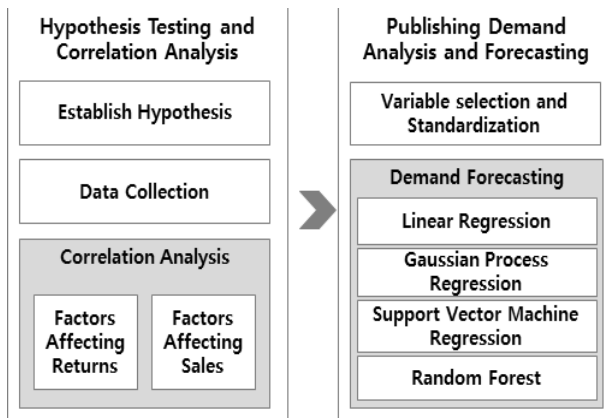 Hypothesis Testing and
Correlation Analysis
Establish Hypothesis
Data Collection
Correlation Analysis
Factors
Affecting
Returns
Factors
Affecting
Sales
Publishing Demand
Analysis and Forecasting
Variable selection and
Standardization
Demand Forecasting
Linear Regression
Gaussian Process
Regression
Support Vector Machine
Regression
Random Forest